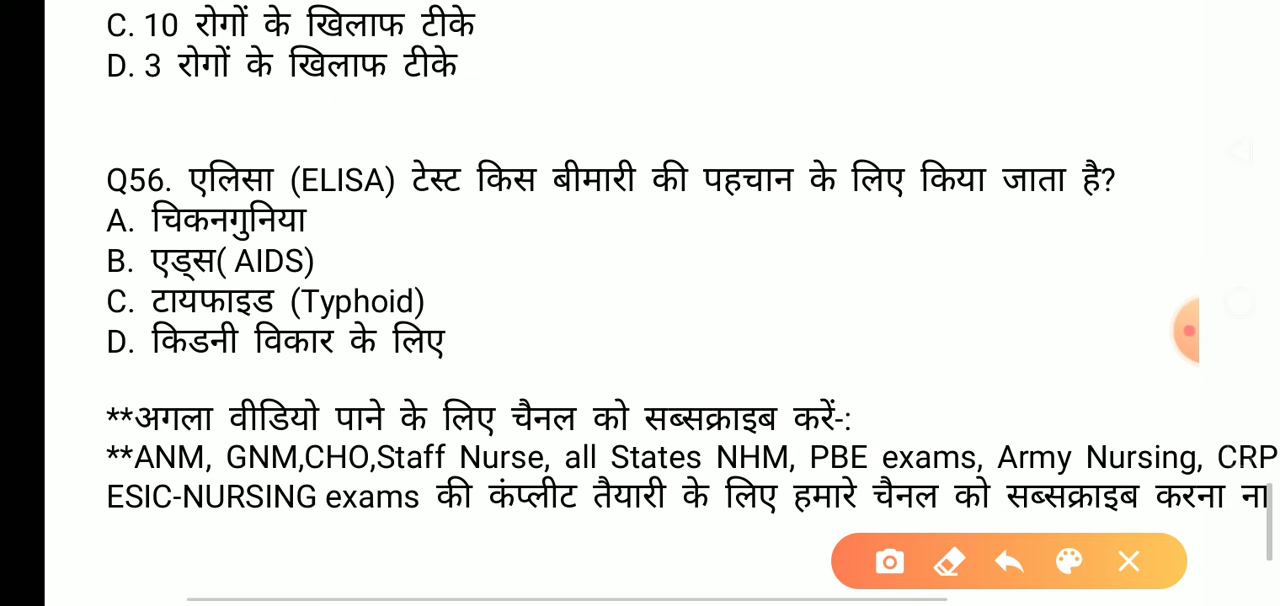 C. 10 रोगों के खिलाफ टीके
D. 3 रोगों के खिलाफ टीके
Q56. एलिसा (ELISA) टेस्ट किस बीमारी की पहचान के लिए किया जाता है?
A. चिकनगुनिया
B. एड्स( AIDS)
C. टायफाइड (Typhoid)
D. किडनी विकार के लिए
**अगला वीडियो पाने के लिए चैनल को सब्सक्राइब करें-:
**ANM, GNM,CHO,Staff Nurse, all States NHM, PBE exams, Army Nursing, CRP
ESIC-NURSING exams की कंप्लीट तैयारी के लिए हमारे चैनल को सब्सक्राइब करना ना